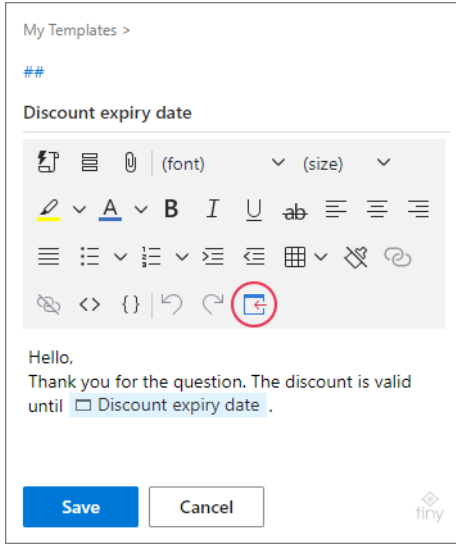 My Templates >
##
Discount expiry date
(font) (size)
A B I U ab
<> {}
Hello,
Thank you for the question. The discount is valid
until Discount expiry date .
Save Cancel
tiny